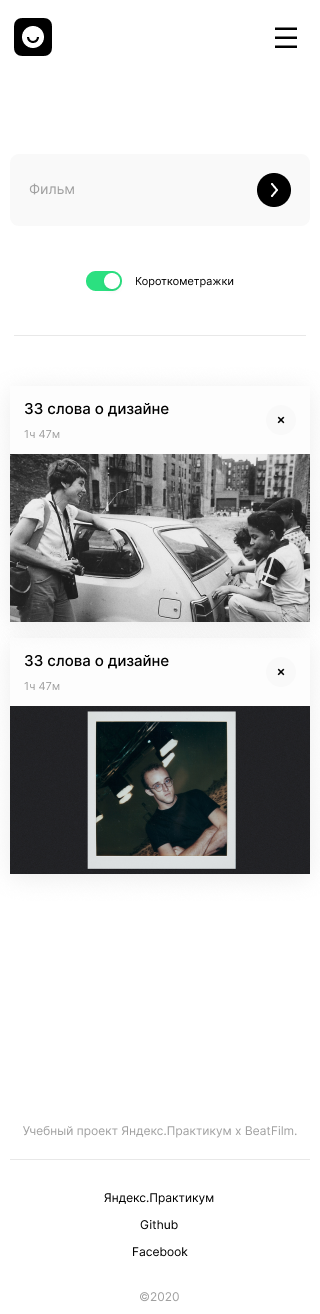 Фильм
Короткометражки
33 слова о дизайне
1ч 47м
33 слова о дизайне
1ч 47м
Учебный проект Яндекс.Практикум х BeatFilm.
Яндекс.Практикум
Github
Facebook
©2020